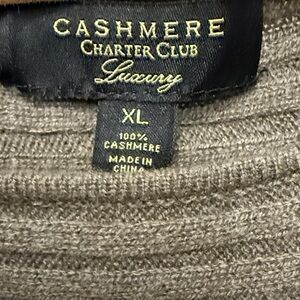 CASHMERE
CHARTER CLUB
Luxury
XL
100%
CASHMERE
MADE IN
CHINA